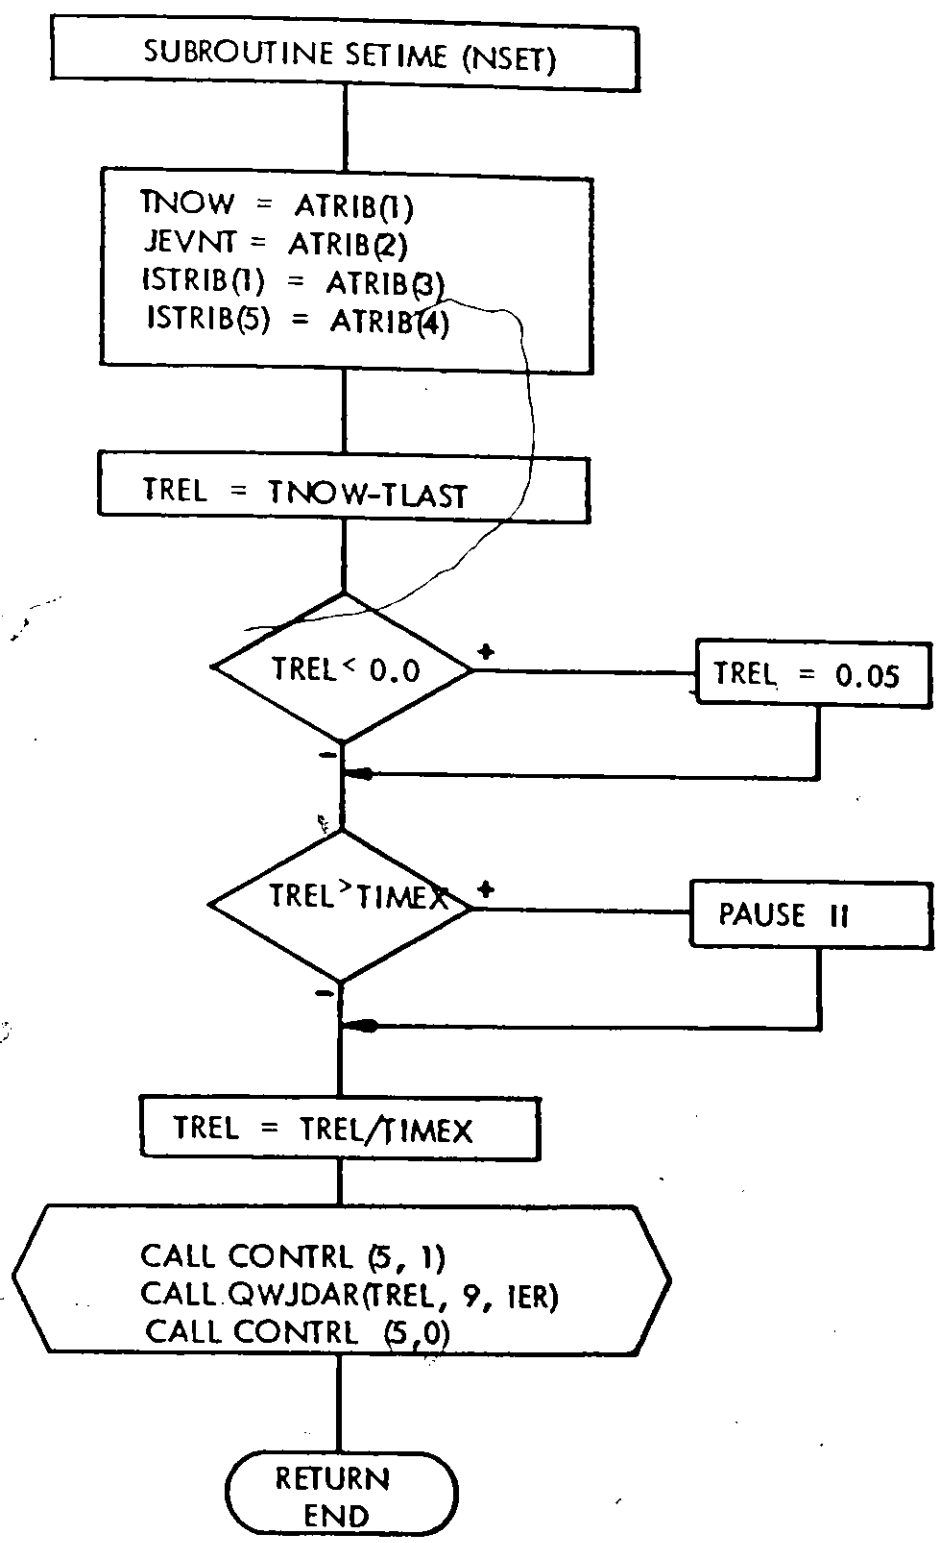 SUBROUTINE SETIME (NSET)
TNOW = ATRIB(1)
JEVNT = ATRIB(2)
ISTRIB(1) = ATRIB(3)
ISTRIB(5) = ATRIB(4)
TREL = TNOW-TLAST
TREL < 0.0
+
TREL = 0.05
-
TREL > TIMEX
+
PAUSE II
-
TREL = TREL/TIMEX
CALL CONTRL (5, 1)
CALL QWJDAR(TREL, 9, IER)
CALL CONTRL (5,0)
RETURN
END